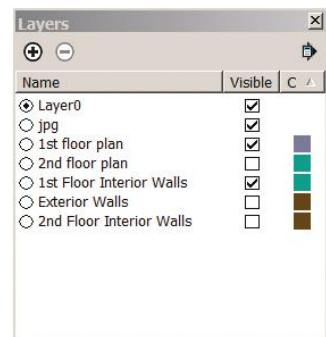 Layers
Name Visible C
Layer0
jpg
1st floor plan
2nd floor plan
1st Floor Interior Walls
Exterior Walls
2nd Floor Interior Walls